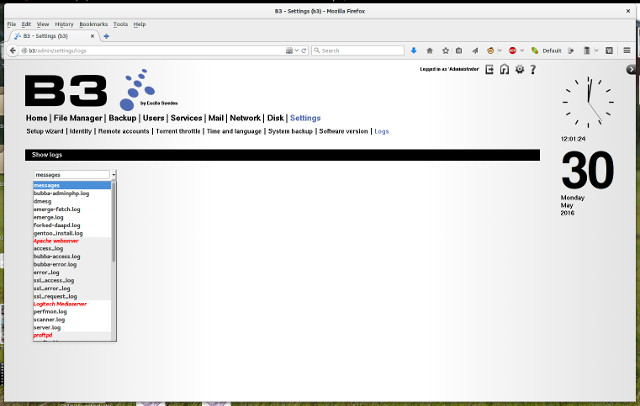 B3 - Settings (b3) - Mozilla Firefox
File Edit View History Bookmarks Tools Help
B3 - Settings (b3)
b3/admin/settings/logs
Search
Default
Logged in as 'Administrator'
B3
by Excito Sweden
Home | File Manager | Backup | Users | Services | Mail | Network | Disk | Settings
Setup wizard | Identity | Remote accounts | Torrent throttle | Time and language | System backup | Software version | Logs
12:01:24
Show logs
30
Monday
May
2016
messages
messages
bubba-adminphp.log
dmesg
emerge-fetch.log
emerge.log
forked-daapd.log
gentoo_install.log
Apache webserver
access_log
bubba-access.log
bubba-error.log
error_log
ssl_access_log
ssl_error_log
ssl_request_log
Logitech Mediaserver
perfmon.log
scanner.log
server.log
proftpd